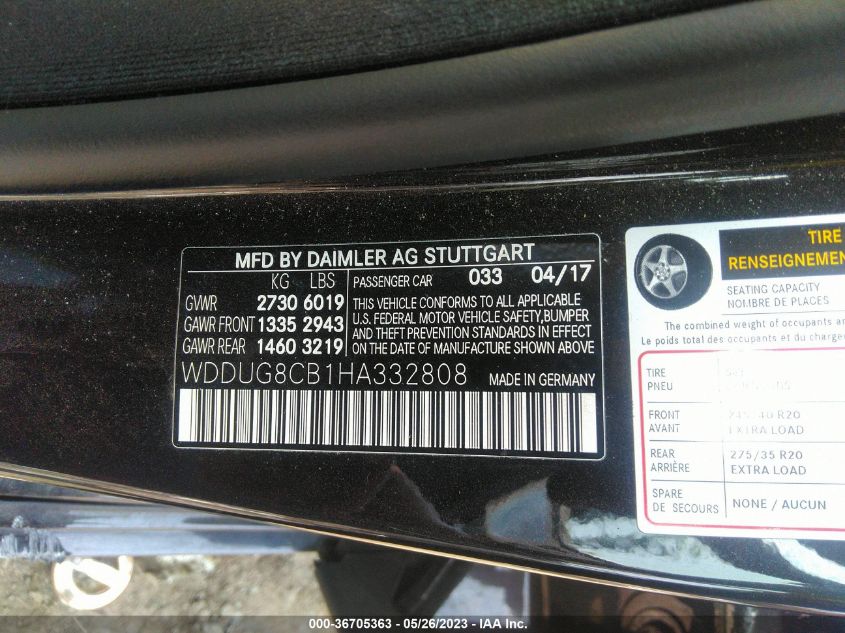 MFD BY DAIMLER AG STUTTGART
KG LBS PASSENGER CAR 033 04/17
GVWR 2730 6019 THIS VEHICLE CONFORMS TO ALL APPLICABLE
U.S. FEDERAL MOTOR VEHICLE SAFETY,BUMPER
GAWR FRONT 1335 2943 AND THEFT PREVENTION STANDARDS IN EFFECT
GAWR REAR 1460 3219 ON THE DATE OF MANUFACTURE SHOWN ABOVE
WDDUG8CB1HA332808 MADE IN GERMANY
TIRE
RENSEIGNEMEN
SEATING CAPACITY
NOMBRE DE PLACES
The combined weight of occupants an
Le poids total des occupants et du
TIRE
PNEU
FRONT 245/40 R20
AVANT EXTRA LOAD
REAR 275/35 R20
ARRIÈRE EXTRA LOAD
SPARE NONE / AUCUN
DE SECOURS
000-36705363 - 05/26/2023 - IAA Inc.